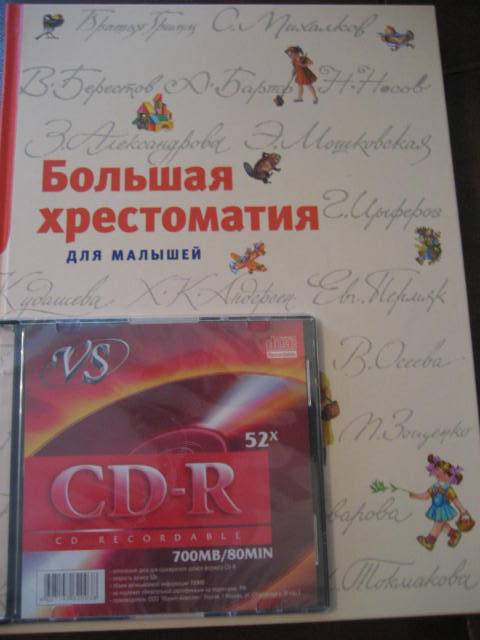 Братья Гримм С. Михалков
В. Берестов А. Барто Н. Носов
З. Александрова Э. Мошковская
Большая
хрестоматия
Г. Цыферов
ДЛЯ МАЛЫШЕЙ
Кудашева Х. К. Андерсен Евг. Пермяк
В. Осеева
М. Зощенко
варова
И. Токмакова
VS
52X
CD-R
CD RECORDABLE
700MB/80MIN